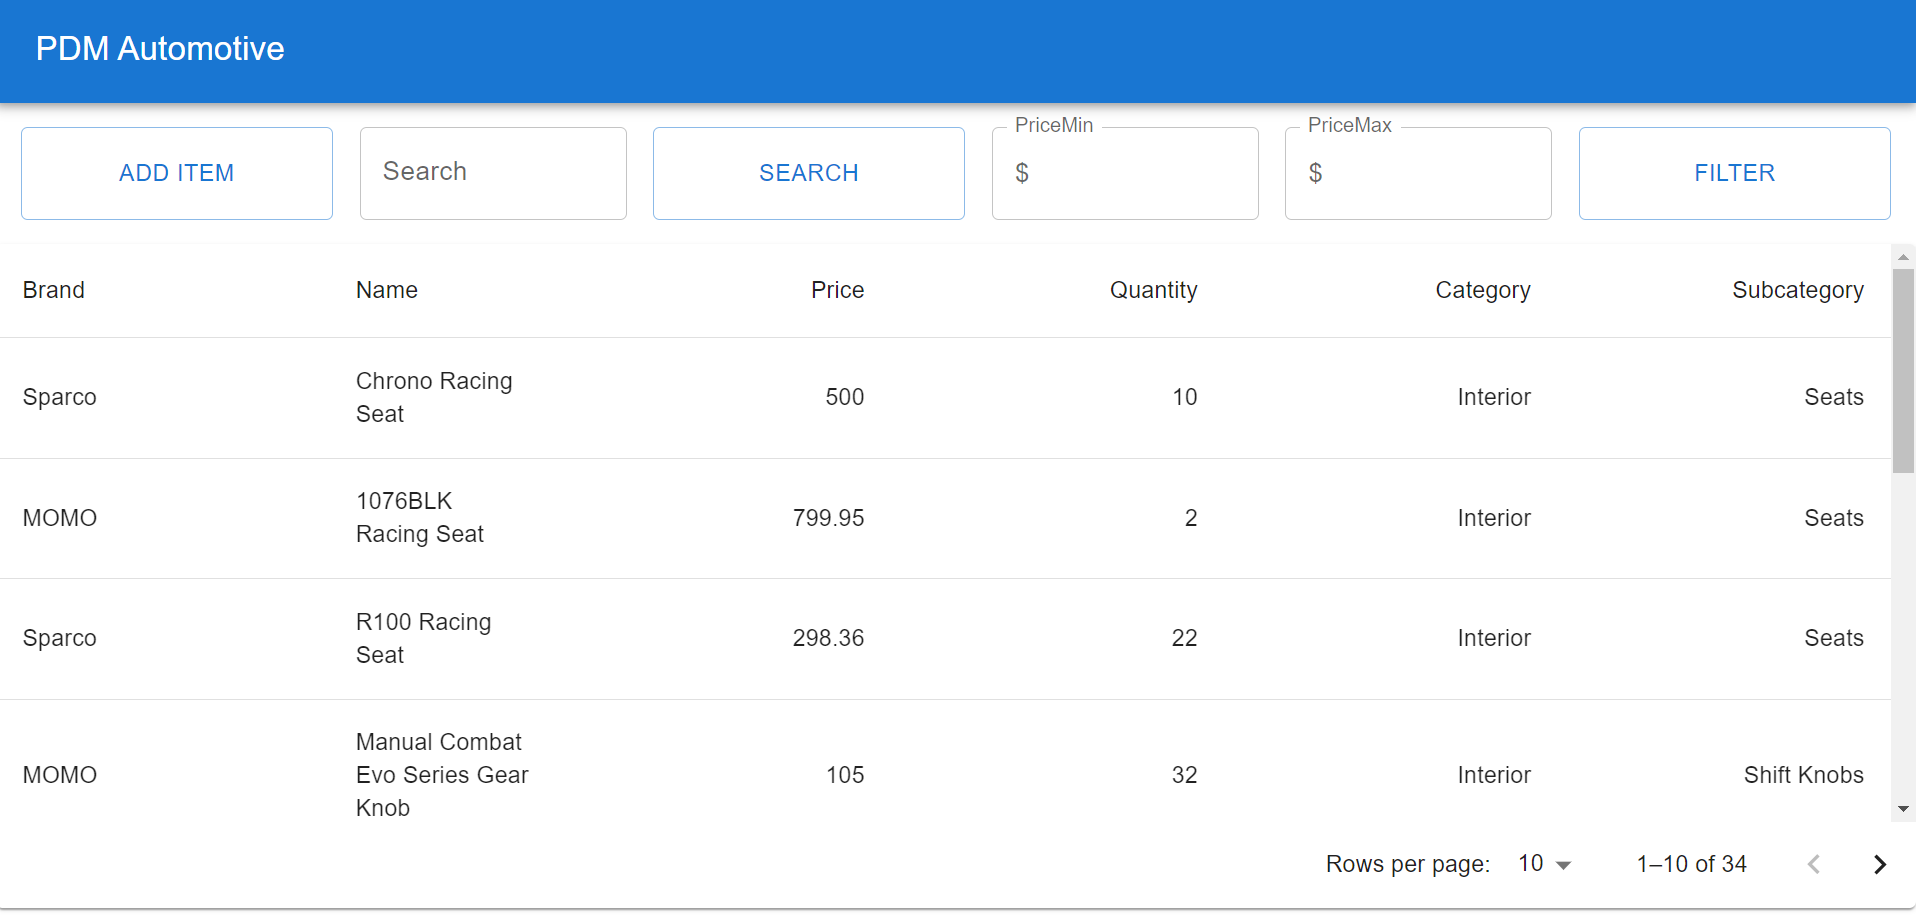 PDM Automotive
ADD ITEM
Search
SEARCH
PriceMin
$
PriceMax
$
FILTER
Brand Name Price Quantity Category Subcategory
Sparco Chrono Racing Seat 500 10 Interior Seats
MOMO 1076BLK Racing Seat 799.95 2 Interior Seats
Sparco R100 Racing Seat 298.36 22 Interior Seats
MOMO Manual Combat Evo Series Gear Knob 105 32 Interior Shift Knobs
Rows per page: 10 1–10 of 34